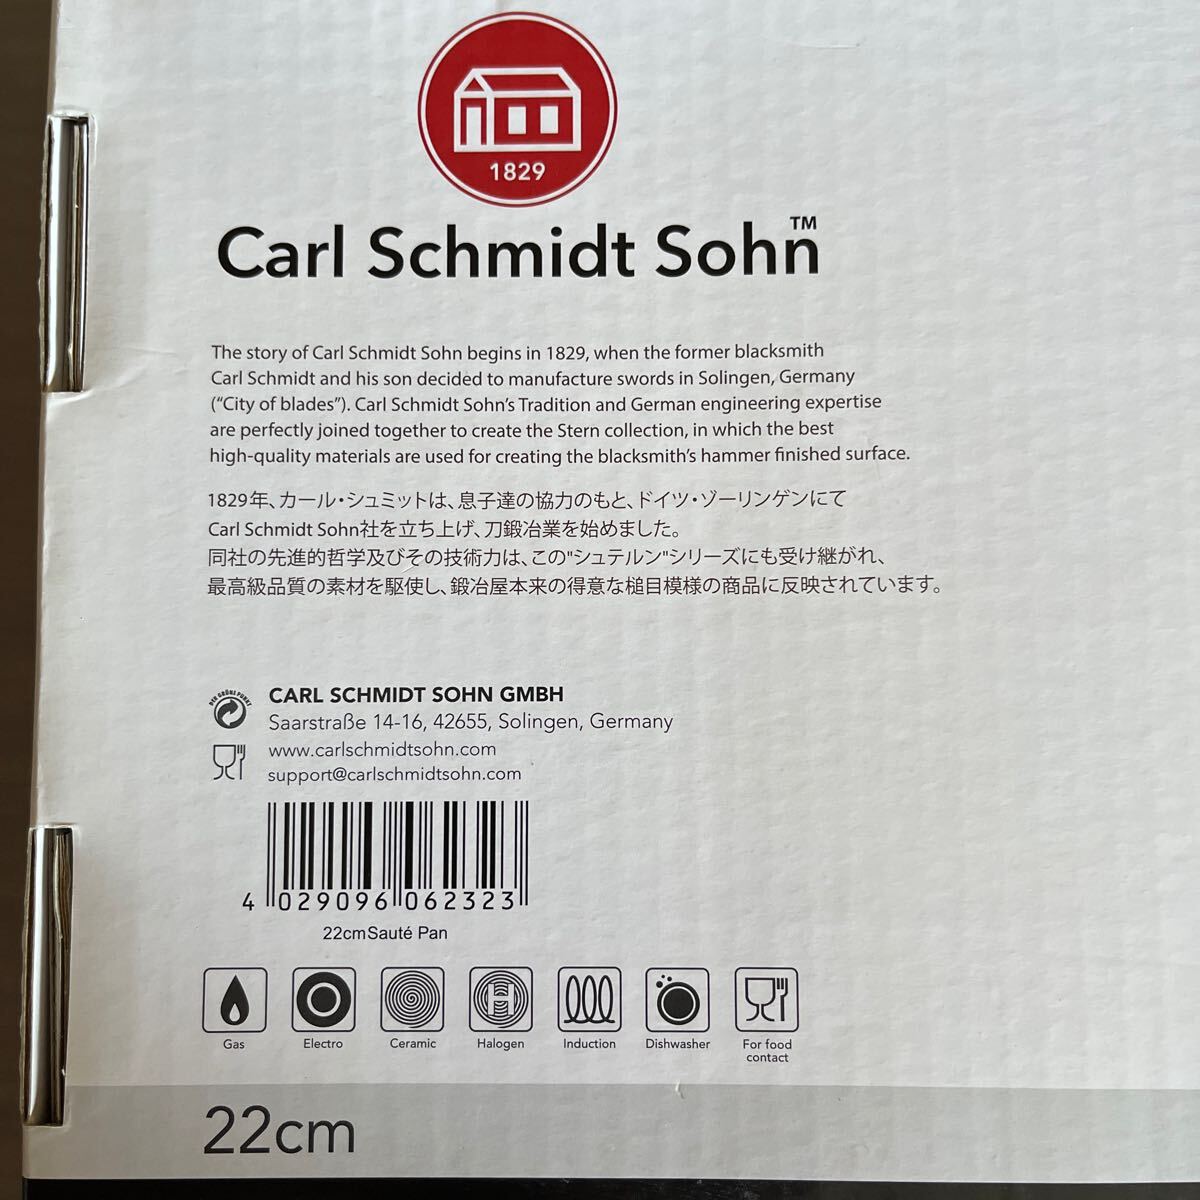 1829
Carl Schmidt Sohn™
The story of Carl Schmidt Sohn begins in 1829, when the former blacksmith
Carl Schmidt and his son decided to manufacture swords in Solingen, Germany
(“City of blades”). Carl Schmidt Sohn’s Tradition and German engineering expertise
are perfectly joined together to create the Stern collection, in which the best
high-quality materials are used for creating the blacksmith’s hammer finished surface.
1829年、カール・シュミットは、息子達の協力のもと、ドイツ・ゾーリンゲンにて
Carl Schmidt Sohn社を立ち上げ、刀鍛冶業を始めました。
同社の先進的哲学及びその技術力は、この"シュテルン"シリーズにも受け継がれ、
最高級品質の素材を駆使し、鍛冶屋本来の得意な槌目模様の商品に反映されています。
DER GRÜNE PUNKT
CARL SCHMIDT SOHN GMBH
Saarstraße 14-16, 42655, Solingen, Germany
www.carlschmidtsohn.com
support@carlschmidtsohn.com
4 029096 062323
22cmSauté Pan
H
Gas Electro Ceramic Halogen Induction Dishwasher For food
contact
22cm